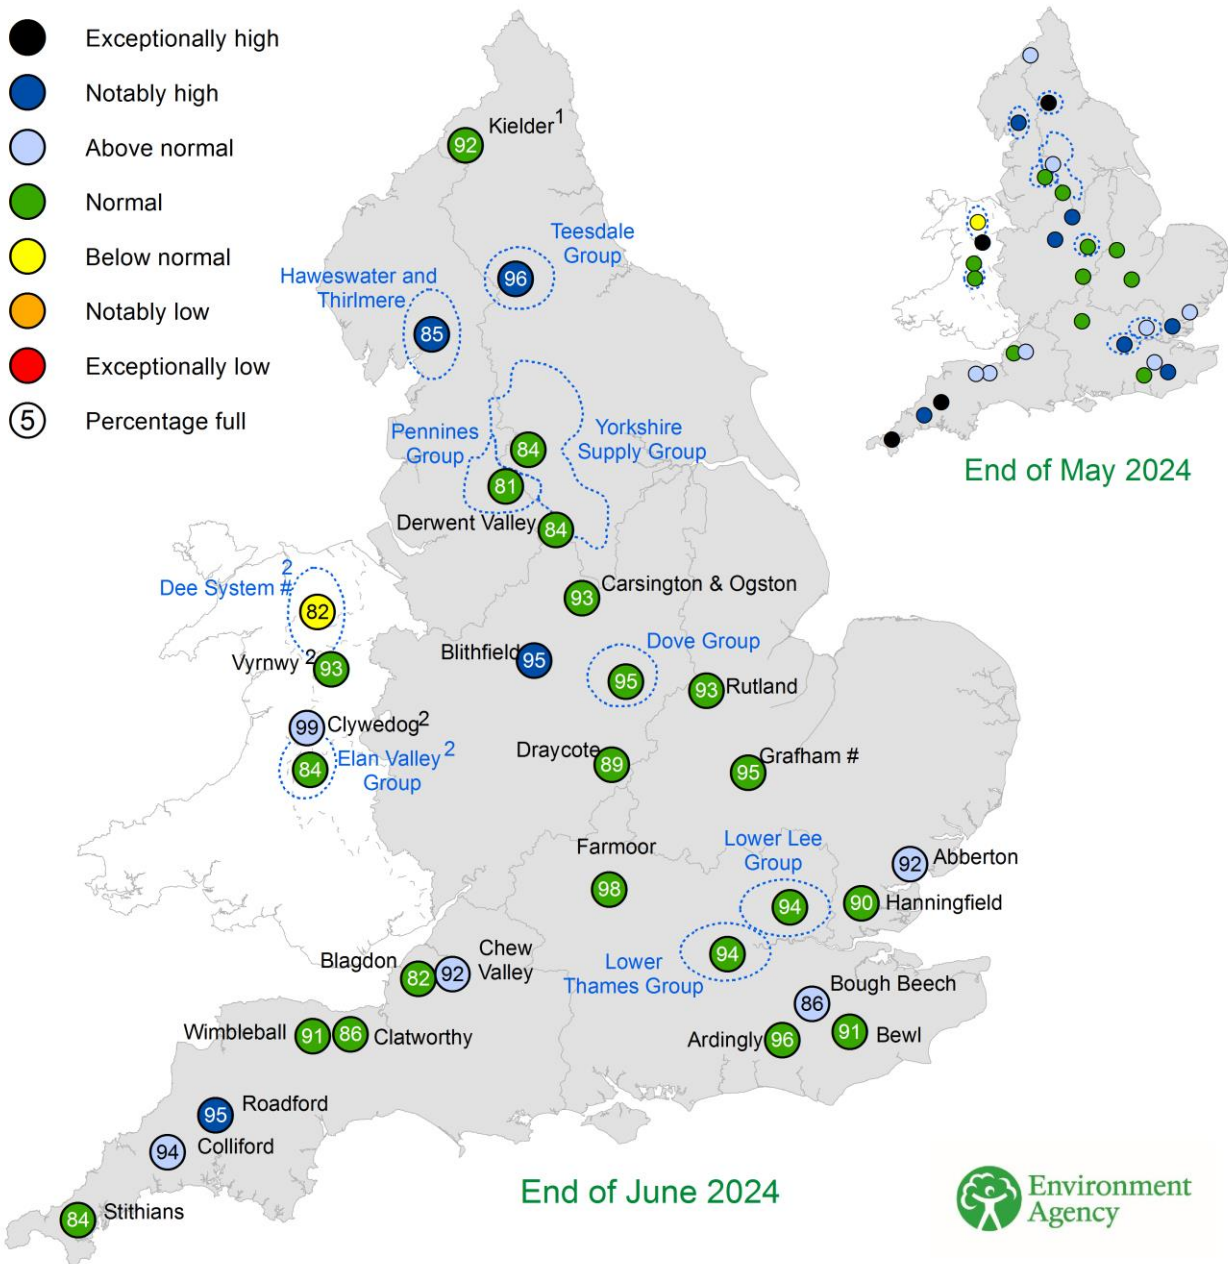 Exceptionally high
Notably high
Above normal
Normal
Below normal
Notably low
Exceptionally low
5 Percentage full
End of May 2024
Kielder1
92
Teesdale
Group
96
Haweswater and
Thirlmere
85
Pennines
Group
Yorkshire
Supply Group
84
81
Derwent Valley
84
2
Dee System #
82
Carsington & Ogston
93
Vyrnwy 2
93
Blithfield
95
Dove Group
95
93
Rutland
99
Clywedog2
84
Elan Valley 2
Group
Draycote
89
Grafham #
95
Farmoor
98
Lower Lee
Group
94
92
Abberton
90
Hanningfield
Lower
Thames Group
94
Blagdon
82
92
Chew
Valley
Bough Beech
86
Wimbleball
91
86
Clatworthy
Ardingly
96
91
Bewl
95
Roadford
94
Colliford
84
Stithians
End of June 2024
Environment
Agency